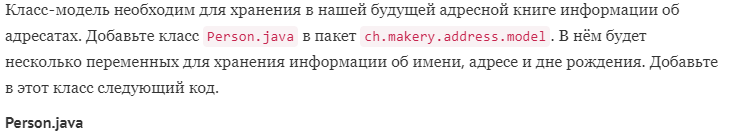 Класс-модель необходим для хранения в нашей будущей адресной книге информации об
адресатах. Добавьте класс Person.java в пакет ch.makery.address.model. В нём будет
несколько переменных для хранения информации об имени, адресе и дне рождения. Добавьте
в этот класс следующий код.
Person.java